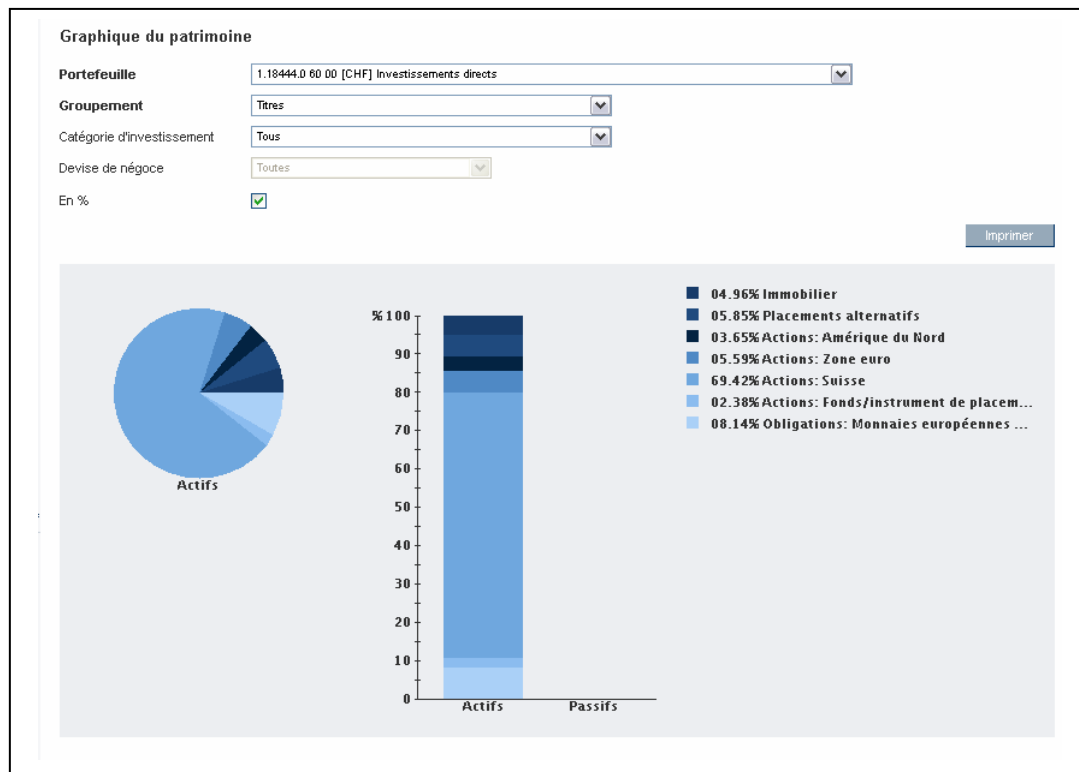 Graphique du patrimoine
Portefeuille 1.18444.0 60 00 [CHF] Investissements directs
Groupement Titres
Catégorie d'investissement Tous
Devise de négoce Toutes
En %
Imprimer
04.96% Immobilier
05.85% Placements alternatifs
03.65% Actions: Amérique du Nord
05.59% Actions: Zone euro
69.42% Actions: Suisse
02.38% Actions: Fonds/instrument de placem...
08.14% Obligations: Monnaies européennes ...
Actifs
% 100
90
80
70
60
50
40
30
20
10
0
Actifs Passifs